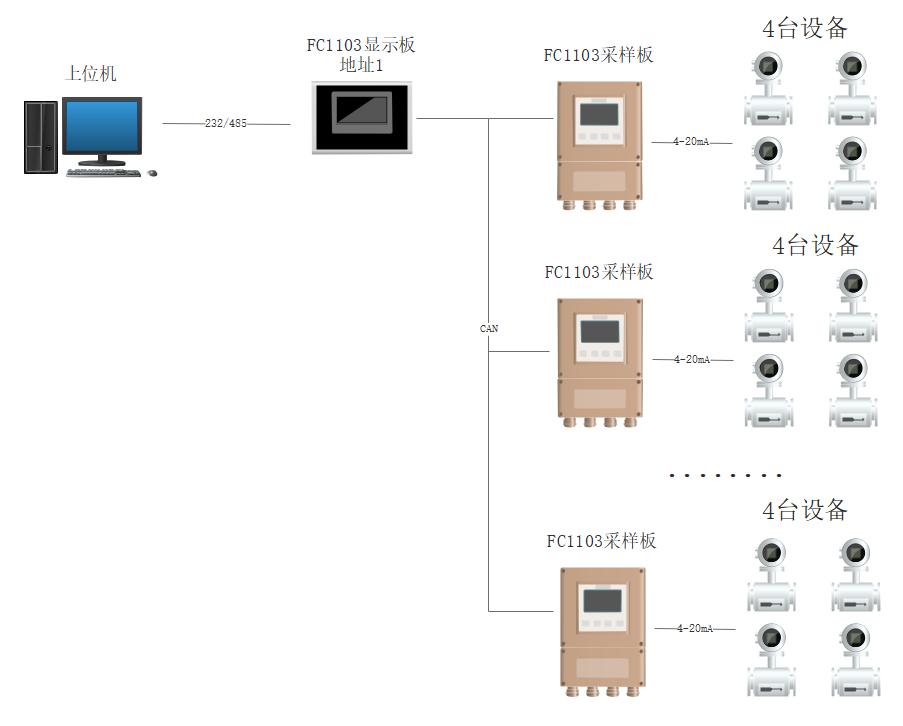 上位机
232/485
FC1103显示板
地址1
CAN
FC1103采样板
4-20mA
4台设备
FC1103采样板
4-20mA
4台设备
........
FC1103采样板
4-20mA
4台设备